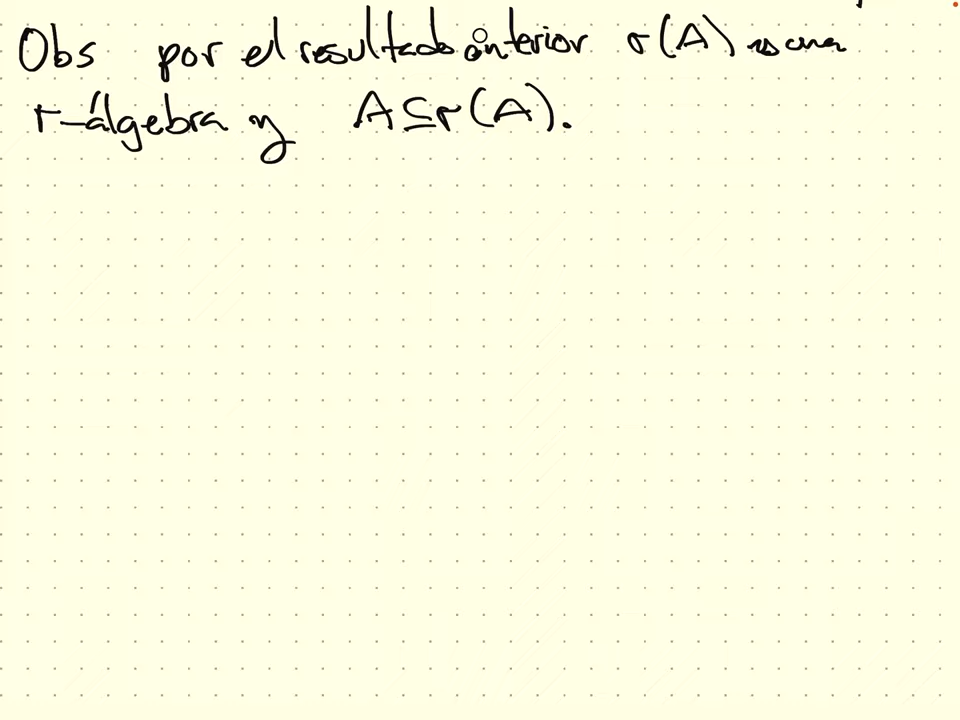 Obs por el resultado anterior σ(A) es una
σ-álgebra y A ⊆ σ(A).